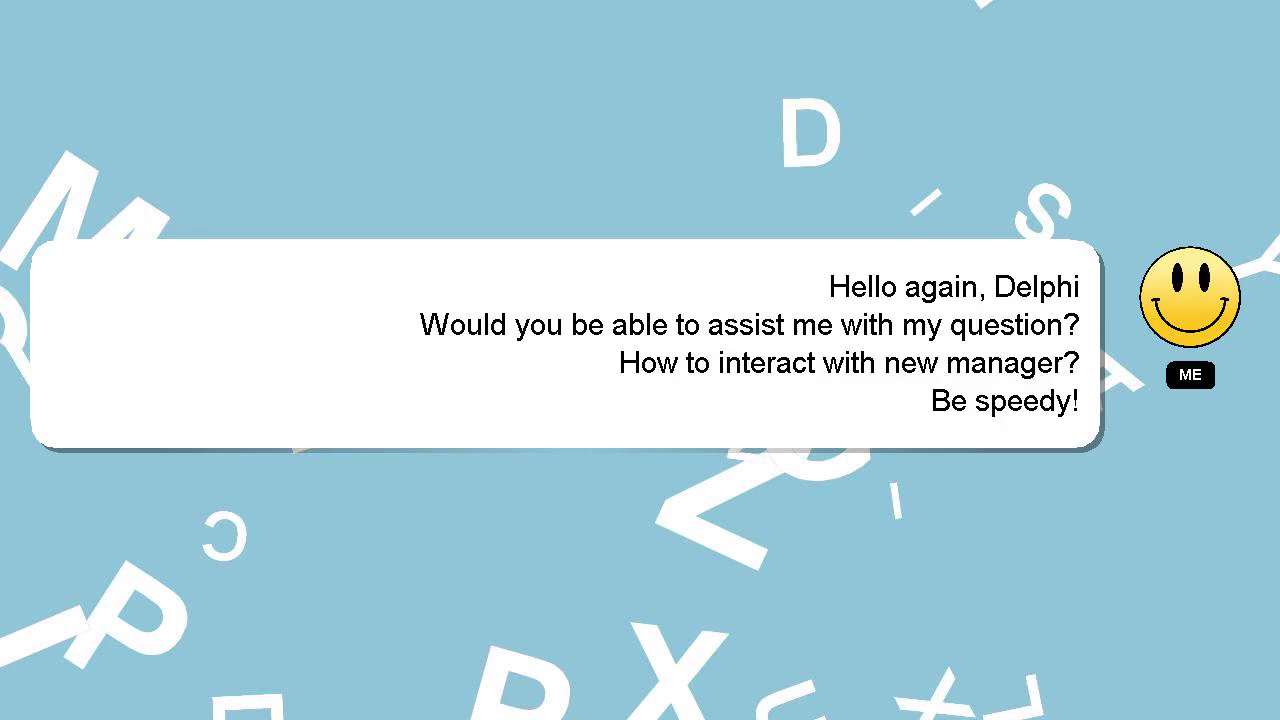 Hello again, Delphi
Would you be able to assist me with my question?
How to interact with new manager?
Be speedy!
ME
D
I
S
M
Y
A
Z
I
C
P
I
P
X
U
X